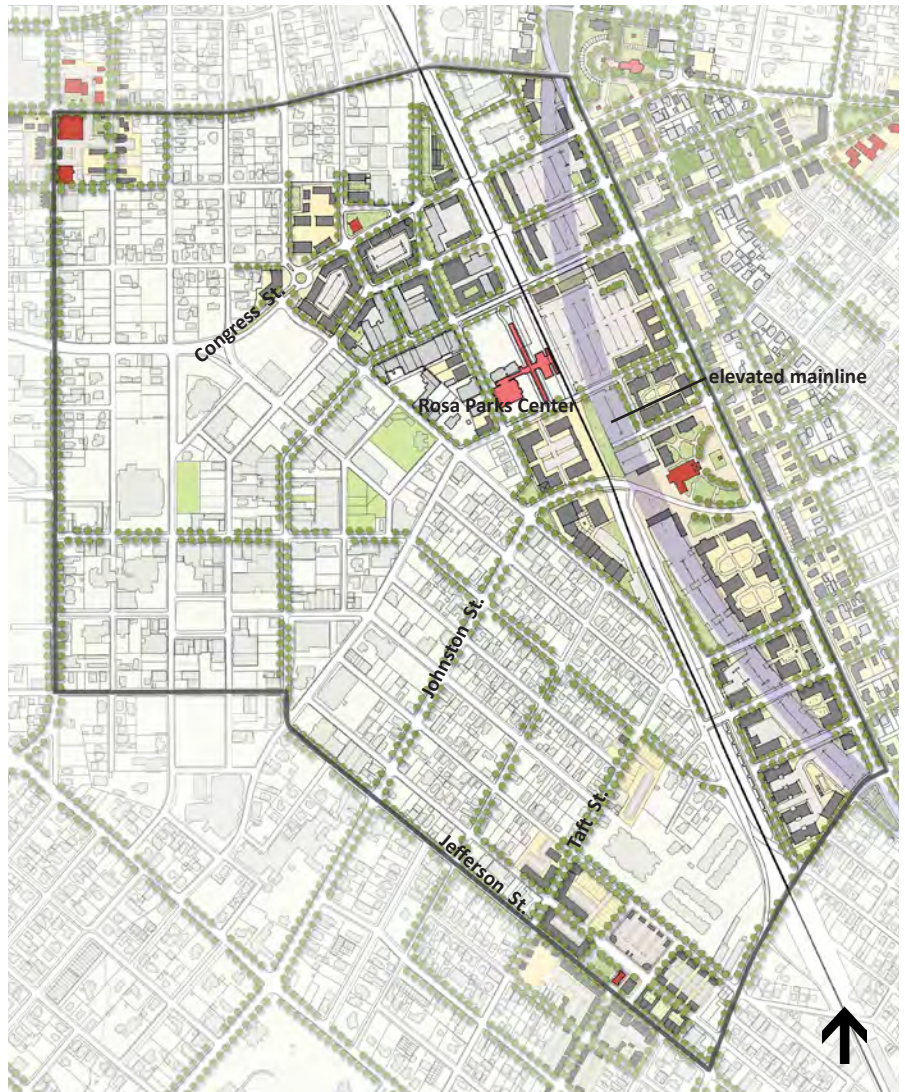 Congress St.
elevated mainline
Rosa Parks Center
Johnston St.
Taft St.
Jefferson St.